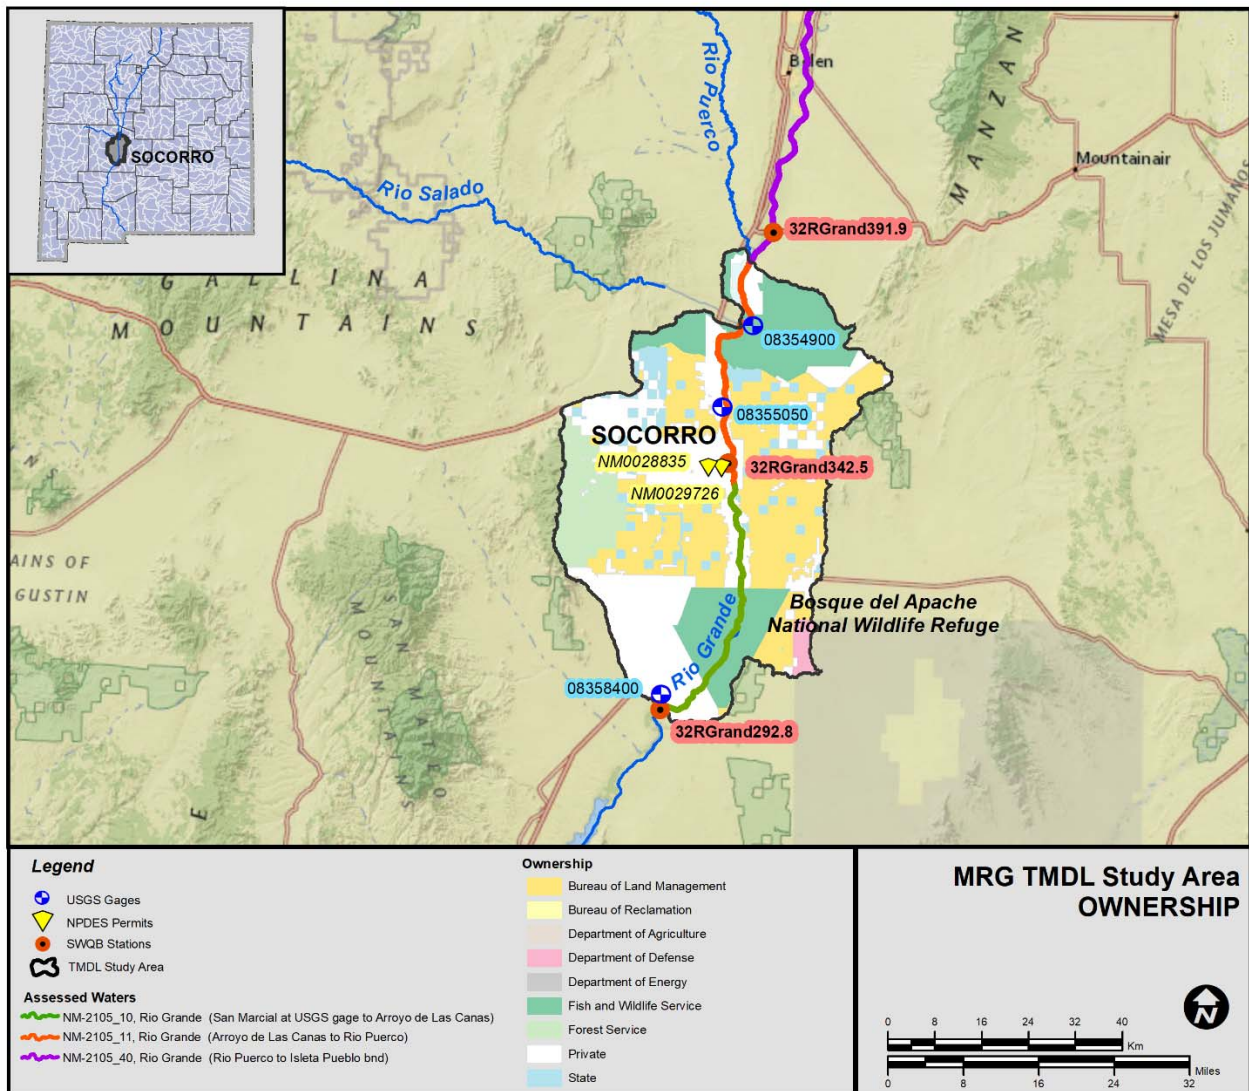 SOCORRO
Rio Puerco
Belen
MANZAN
Mountainair
Rio Salado
32RGrand391.9
MESA DE LOS JUMANOS
GALLINA
MOUNTAINS
08354900
08355050
SOCORRO
NM0028835
32RGrand342.5
NM0029726
AINS OF
GUSTIN
SAN MATEO
MOUNTAINS
Bosque del Apache
National Wildlife Refuge
Rio Grande
08358400
32RGrand292.8
Legend
USGS Gages
NPDES Permits
SWQB Stations
TMDL Study Area
Assessed Waters
NM-2105_10, Rio Grande (San Marcial at USGS gage to Arroyo de Las Canas)
NM-2105_11, Rio Grande (Arroyo de Las Canas to Rio Puerco)
NM-2105_40, Rio Grande (Rio Puerco to Isleta Pueblo bnd)
Ownership
Bureau of Land Management
Bureau of Reclamation
Department of Agriculture
Department of Defense
Department of Energy
Fish and Wildlife Service
Forest Service
Private
State
MRG TMDL Study Area
OWNERSHIP
N
0 8 16 24 32 40
Km
Miles
0 8 16 24 32